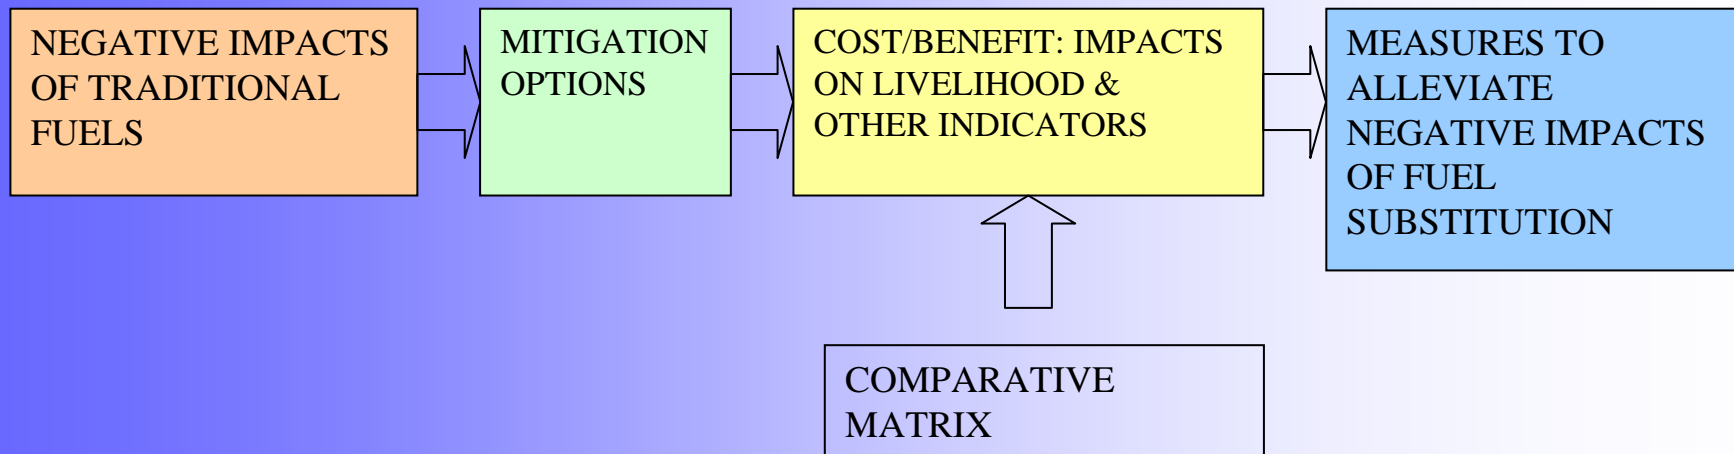 NEGATIVE IMPACTS
OF TRADITIONAL
FUELS
MITIGATION
OPTIONS
COST/BENEFIT: IMPACTS
ON LIVELIHOOD &
OTHER INDICATORS
MEASURES TO
ALLEVIATE
NEGATIVE IMPACTS
OF FUEL
SUBSTITUTION
COMPARATIVE
MATRIX